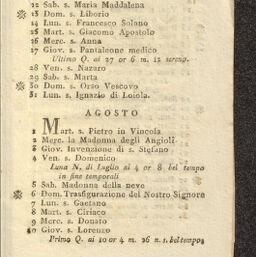 22 Sab. s. Maria Maddalena
23 Dom. s. Liborio
24 Lun. s. Francesco Solano
25 Mart. s. Giacomo Apostolo
26 Merc. s. Anna
27 Giov. s. Pantaleone medico
Ultimo Q. ai 27 or 6 m. 12
28 Ven. s. Nazaro
29 Sab. s. Marta
30 Dom. s. Orso Vescovo
31 Lun. s. Ignazio di Loiola.
AGOSTO
1 Mart. s. Pietro in Vincola
2 Merc. la Madonna degli Angioli
3 Giov. Invenzione di s. Stefano
4 Ven. s. Domenico
Luna N. di Luglio al 4 or 8 bel tempo
in fine temporali
5 Sab. Madonna della neve
6 Dom. Trasfigurazione del Nostro Signore
7 Lun. s. Gaetano
8 Mart. s. Ciriaco
9 Merc. s. Donato
10 Giov. s. Lorenzo
Primo Q. ai 10 or 4 m. 26 n. s. bel tempo